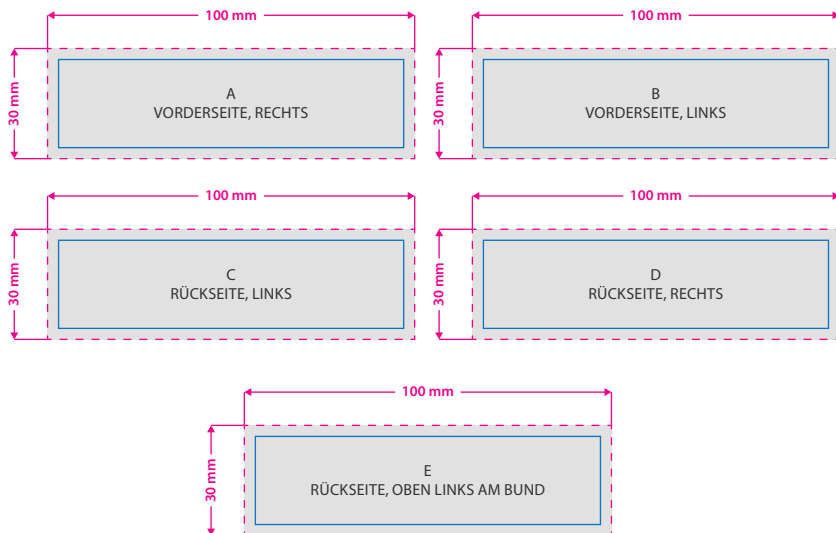 100 mm
100 mm
30 mm
A
VORDERSEITE, RECHTS
30 mm
B
VORDERSEITE, LINKS
100 mm
100 mm
30 mm
C
RÜCKSEITE, LINKS
30 mm
D
RÜCKSEITE, RECHTS
100 mm
30 mm
E
RÜCKSEITE, OBEN LINKS AM BUND